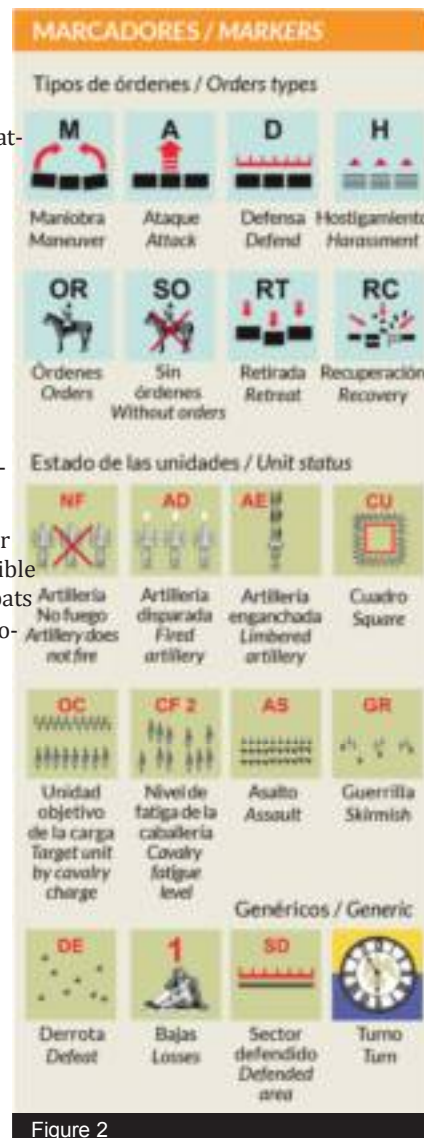 MARCADORES / MARKERS
Tipos de órdenes / Orders types
at-
M A D H
Maniobra Ataque Defensa Hostigamiento
Maneuver Attack Defend Harassment
OR SO RT RC
Órdenes Sin Retirada Recuperación
Orders órdenes Retreat Recovery
Without orders
-
Estado de las unidades / Unit status
NF AD AE CU
r
ible
oats
o-
Artillería Artillería Artillería Cuadro
No fuego disparada enganchada Square
Artillery does Fired Limbered
not fire artillery artillery
OC CF 2 AS GR
Unidad Nivel de Asalto Guerrilla
objetivo fatiga de la Assault Skirmish
de la carga caballería
Target unit Cavalry
by cavalry fatigue
charge level
Genéricos / Generic
DE 1 SD
Derrota Bajas Sector Turno
Defeat Losses defendido Turn
Defended
area
Figure 2